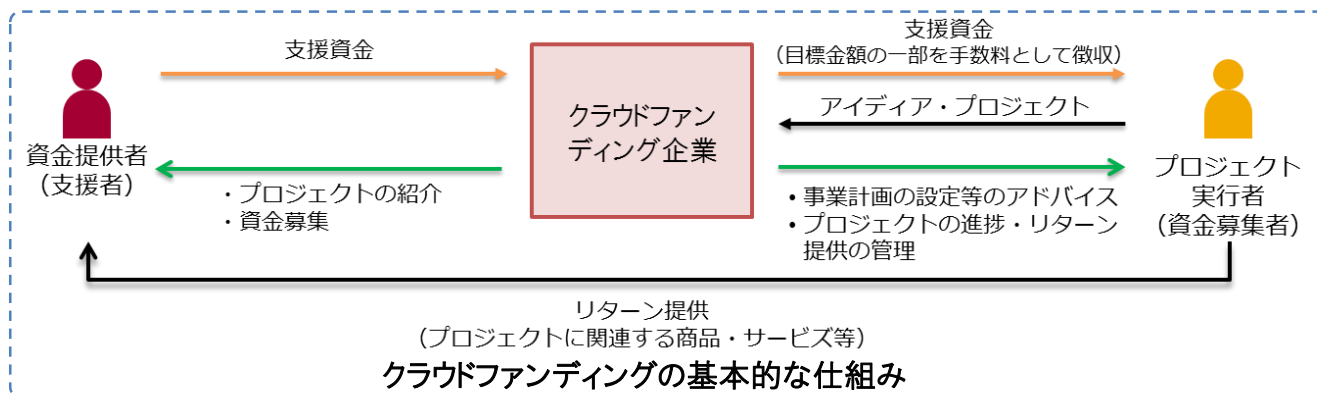 支援資金
支援資金
（目標金額の一部を手数料として徴収）
クラウドファン
ディング企業
アイディア・プロジェクト
資金提供者
（支援者）
・プロジェクトの紹介
・資金募集
・事業計画の設定等のアドバイス
・プロジェクトの進捗・リターン
提供の管理
プロジェクト
実行者
（資金募集者）
リターン提供
（プロジェクトに関連する商品・サービズ等）
クラウドファンディングの基本的な仕組み